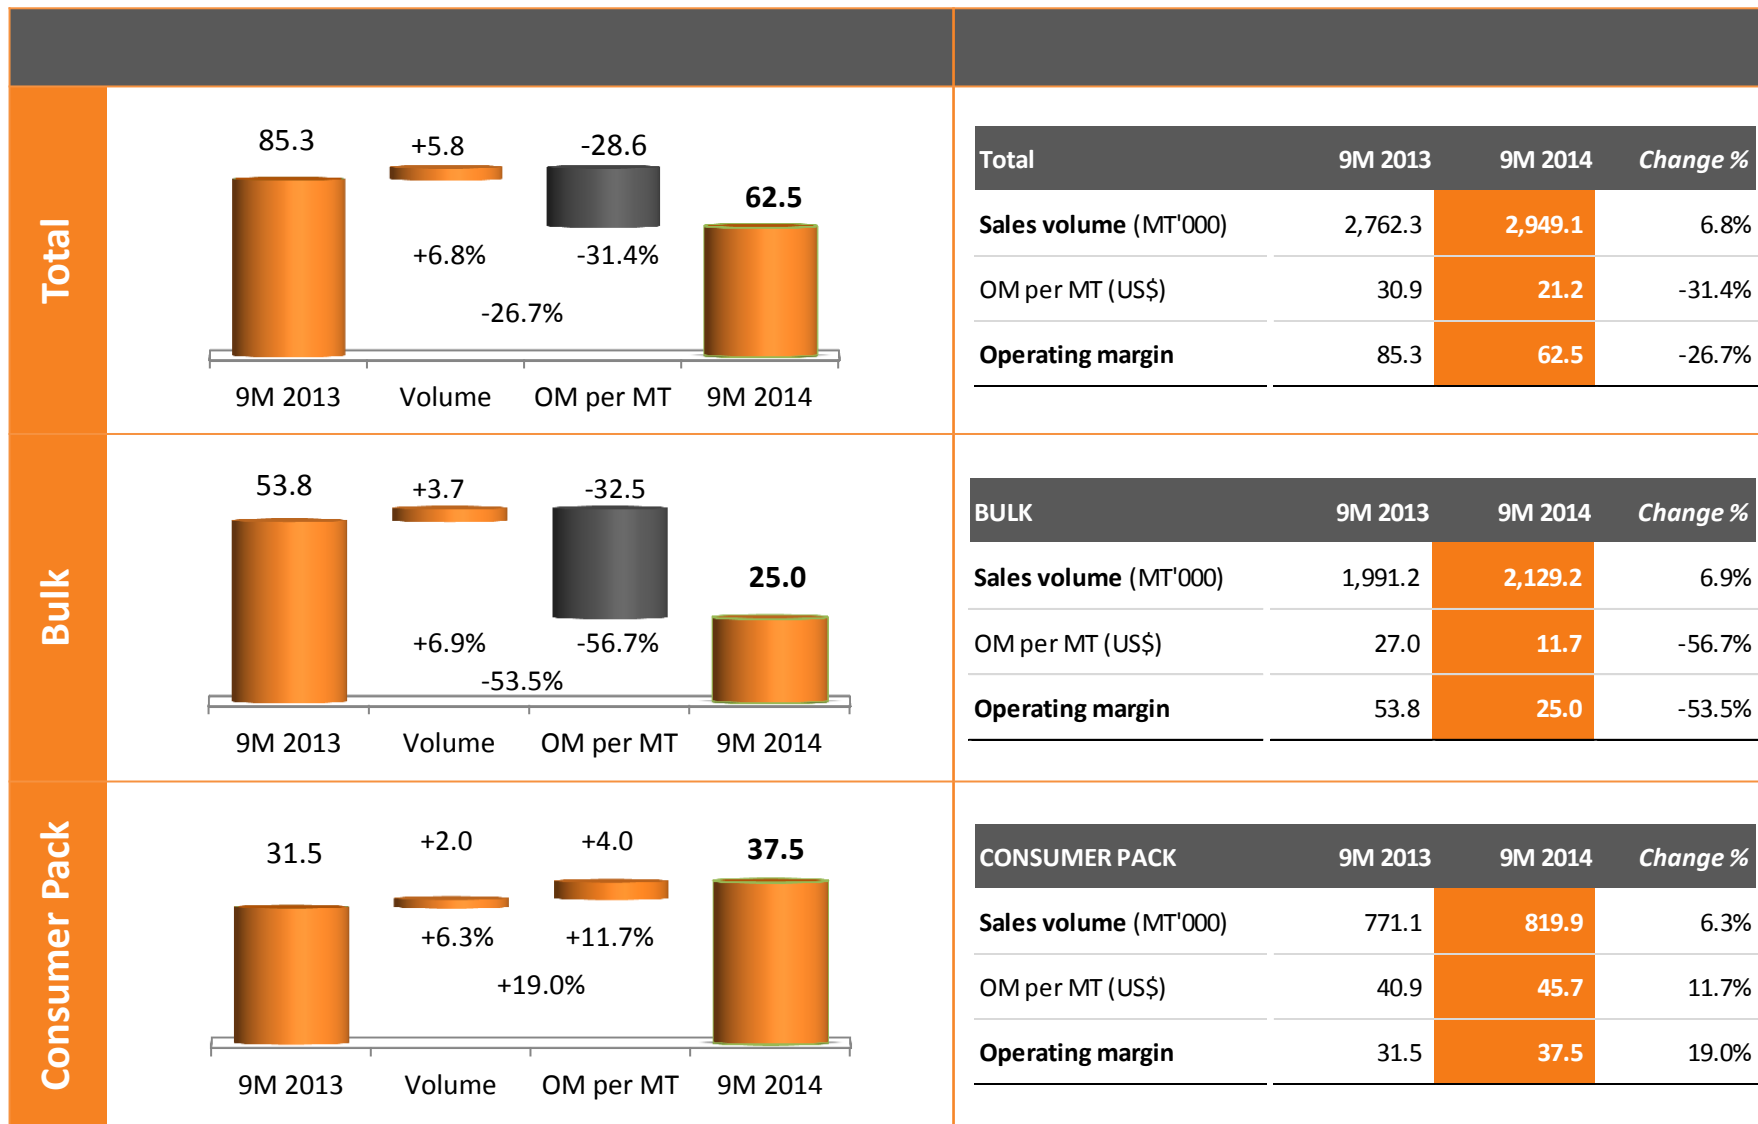 Total
85.3
+5.8
-28.6
62.5
+6.8%
-31.4%
-26.7%
9M 2013 Volume OM per MT 9M 2014
Total 9M 2013 9M 2014 Change %
Sales volume (MT'000) 2,762.3 2,949.1 6.8%
OM per MT (US$) 30.9 21.2 -31.4%
Operating margin 85.3 62.5 -26.7%
Bulk
53.8
+3.7
-32.5
25.0
+6.9%
-56.7%
-53.5%
9M 2013 Volume OM per MT 9M 2014
BULK 9M 2013 9M 2014 Change %
Sales volume (MT'000) 1,991.2 2,129.2 6.9%
OM per MT (US$) 27.0 11.7 -56.7%
Operating margin 53.8 25.0 -53.5%
Consumer Pack
31.5
+2.0
+4.0
37.5
+6.3%
+11.7%
+19.0%
9M 2013 Volume OM per MT 9M 2014
CONSUMER PACK 9M 2013 9M 2014 Change %
Sales volume (MT'000) 771.1 819.9 6.3%
OM per MT (US$) 40.9 45.7 11.7%
Operating margin 31.5 37.5 19.0%